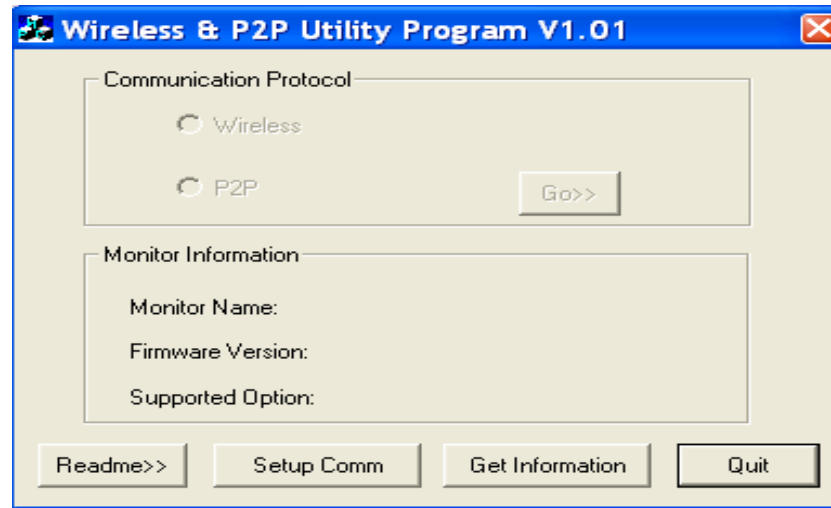 Wireless & P2P Utility Program V1.01
Communication Protocol
Wireless
P2P
Go>>
Monitor Information
Monitor Name:
Firmware Version:
Supported Option:
Readme>>
Setup Comm
Get Information
Quit